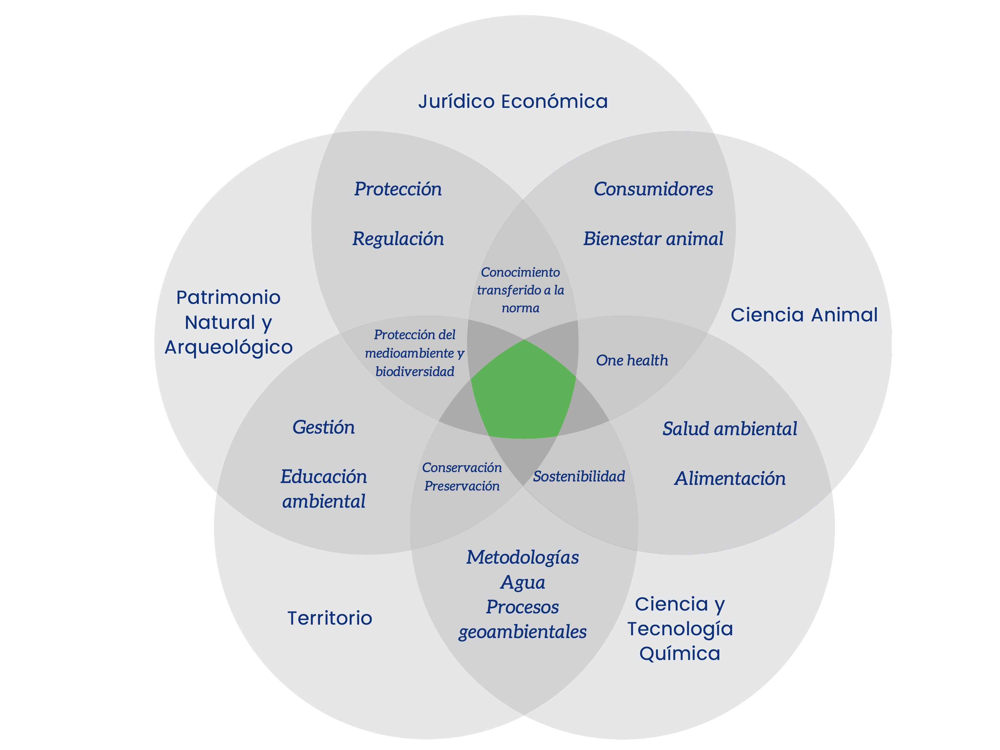 Jurídico Económica
Protección
Regulación
Consumidores
Bienestar animal
Conocimiento
transferido a la
norma
Patrimonio
Natural y
Arqueológico
Ciencia Animal
Protección del
medioambiente y
biodiversidad
One health
Gestión
Educación
ambiental
Conservación
Preservación
Sostenibilidad
Salud ambiental
Alimentación
Metodologías
Agua
Procesos
geoambientales
Territorio
Ciencia y
Tecnología
Química